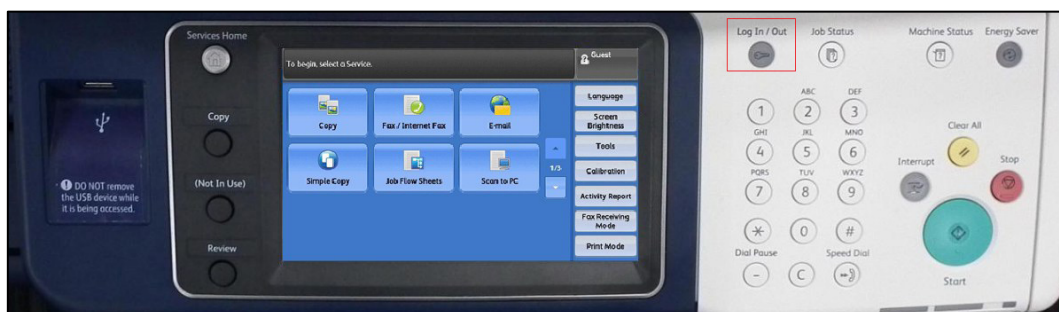 Services Home
Copy
(Not In Use)
Review
DO NOT remove
the USB device while
it is being accessed.
To begin, select a Service.
Guest
Copy
Fax / Internet Fax
E-mail
Simple Copy
Job Flow Sheets
Scan to PC
1/3
Language
Screen
Brightness
Tools
Calibration
Activity Report
Fax Receiving
Mode
Print Mode
Log In / Out
Job Status
Machine Status
Energy Saver
ABC
DEF
1
2
3
GHI
JKL
MNO
4
5
6
PQRS
TUV
WXYZ
7
8
9
*
0
#
Dial Pause
Speed Dial
-
C
Clear All
Interrupt
Stop
Start